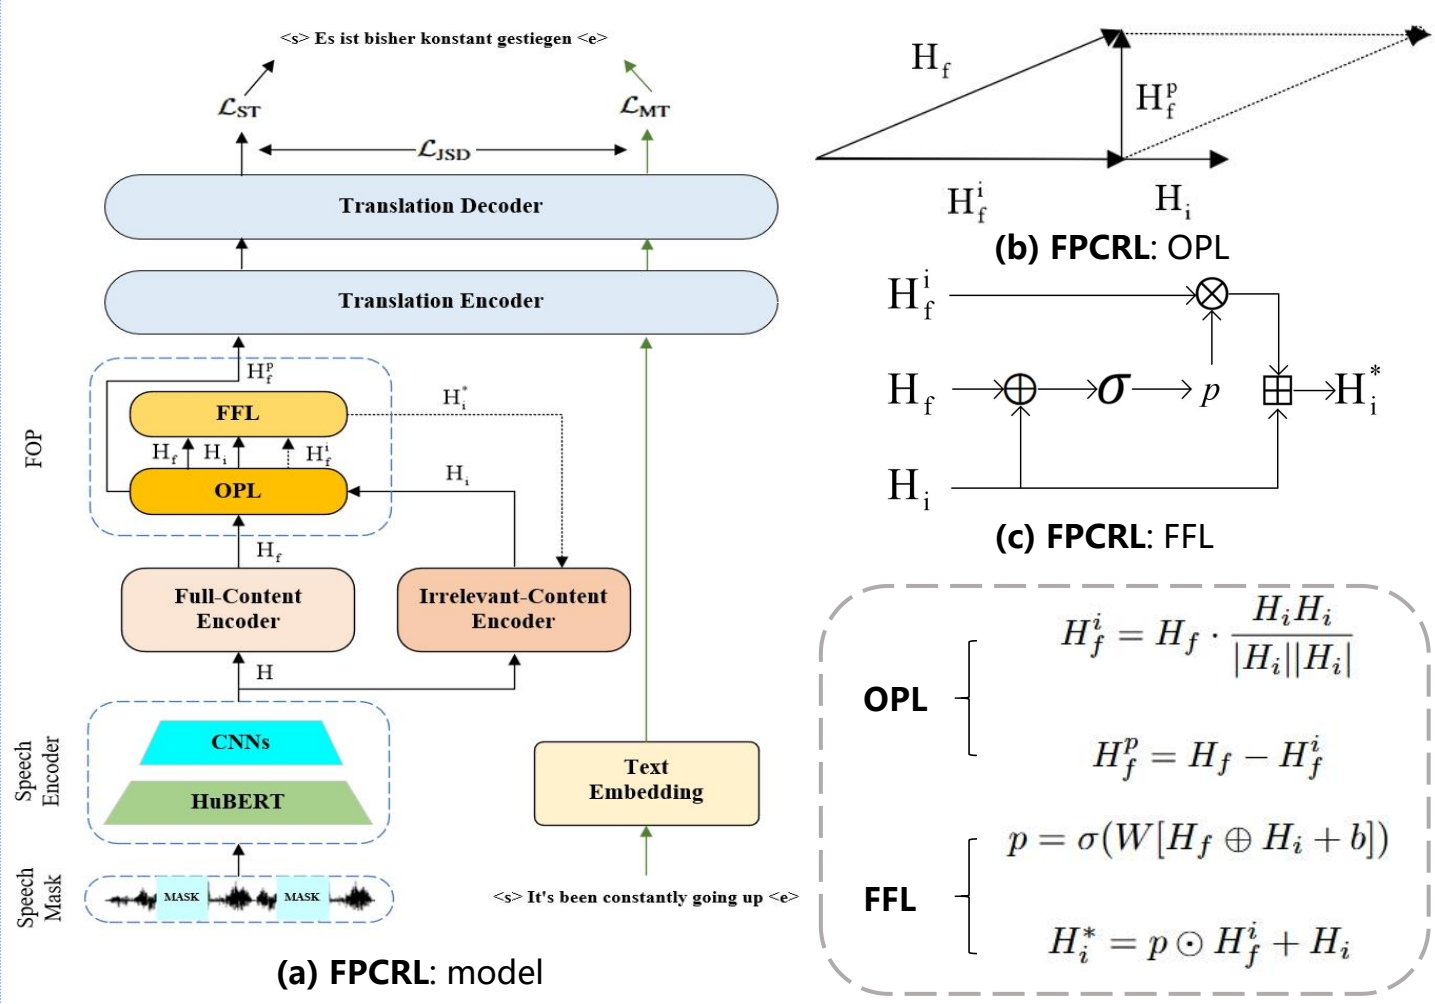 <s> Es ist bisher konstant gestiegen <e>
ℒ_ST
ℒ_MT
ℒ_JSD
Translation Decoder
Translation Encoder
H_f^p
FFL
H_i^*
H_f
H_i
H_f^i
OPL
H_i
FOP
H_f
Full-Content
Encoder
Irrelevant-Content
Encoder
H
CNNs
HuBERT
Speech
Encoder
Text
Embedding
MASK
MASK
Speech
Mask
<s> It's been constantly going up <e>
(a) FPCRL: model
H_f
H_f^p
H_f^i
H_i
(b) FPCRL: OPL
H_f^i
⊗
H_f
⊕
σ
p
⊞
H_i^*
H_i
(c) FPCRL: FFL
OPL
H_f^i = H_f · \frac{H_i H_i}{|H_i||H_i|}
H_f^p = H_f − H_f^i
FFL
p = σ(W[H_f ⊕ H_i + b])
H_i^* = p ⊙ H_f^i + H_i